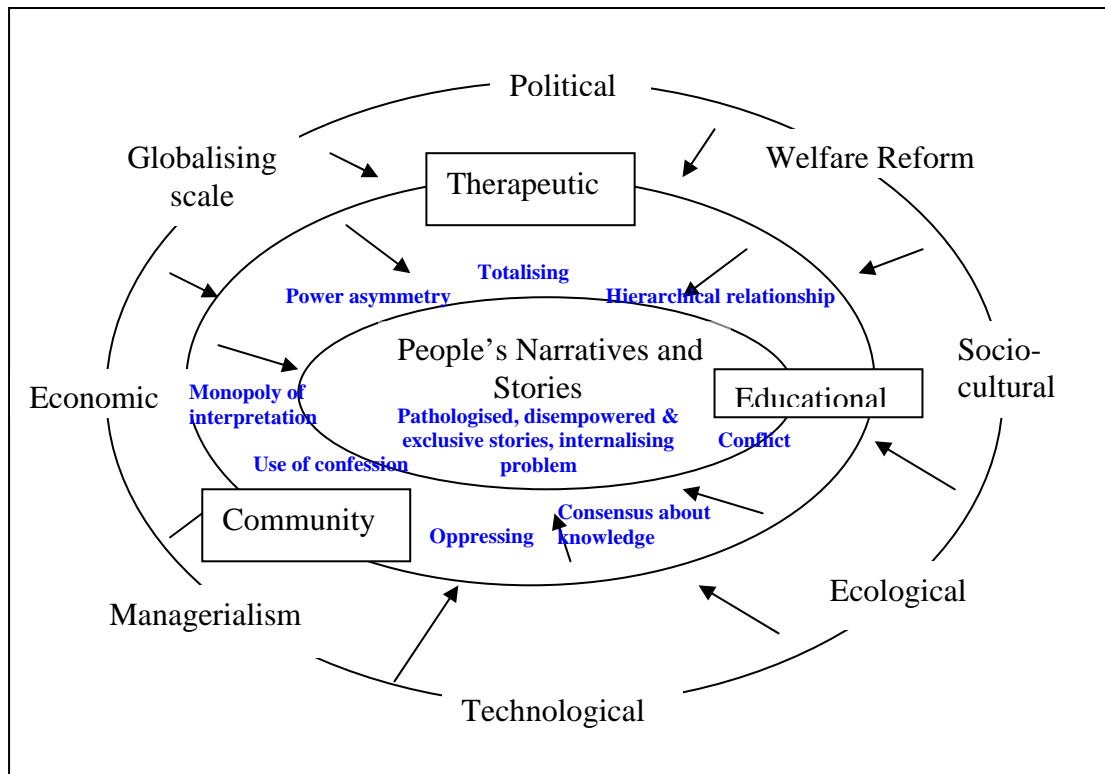 Political
Globalising
scale
Welfare Reform
Therapeutic
Totalising
Power asymmetry
Hierarchical relationship
People's Narratives and
Stories
Socio-
cultural
Economic
Monopoly of
interpretation
Educational
Pathologised, disempowered &
exclusive stories, internalising
problem
Conflict
Use of confession
Community
Oppressing
Consensus about
knowledge
Ecological
Managerialism
Technological